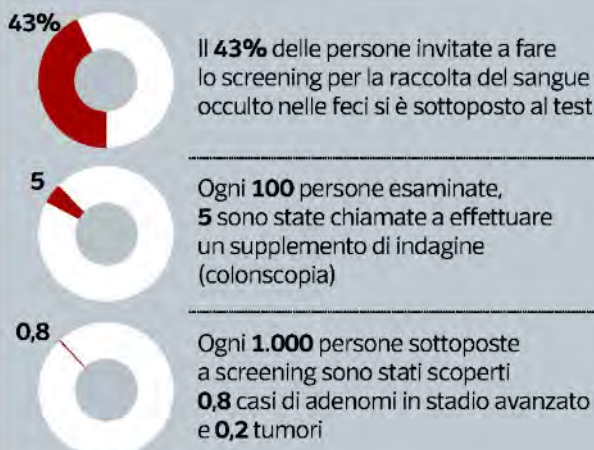 43%
Il 43% delle persone invitate a fare
lo screening per la raccolta del sangue
occulto nelle feci si è sottoposto al test
5
Ogni 100 persone esaminate,
5 sono state chiamate a effettuare
un supplemento di indagine
(colonscopia)
0,8
Ogni 1.000 persone sottoposte
a screening sono stati scoperti
0,8 casi di adenomi in stadio avanzato
e 0,2 tumori